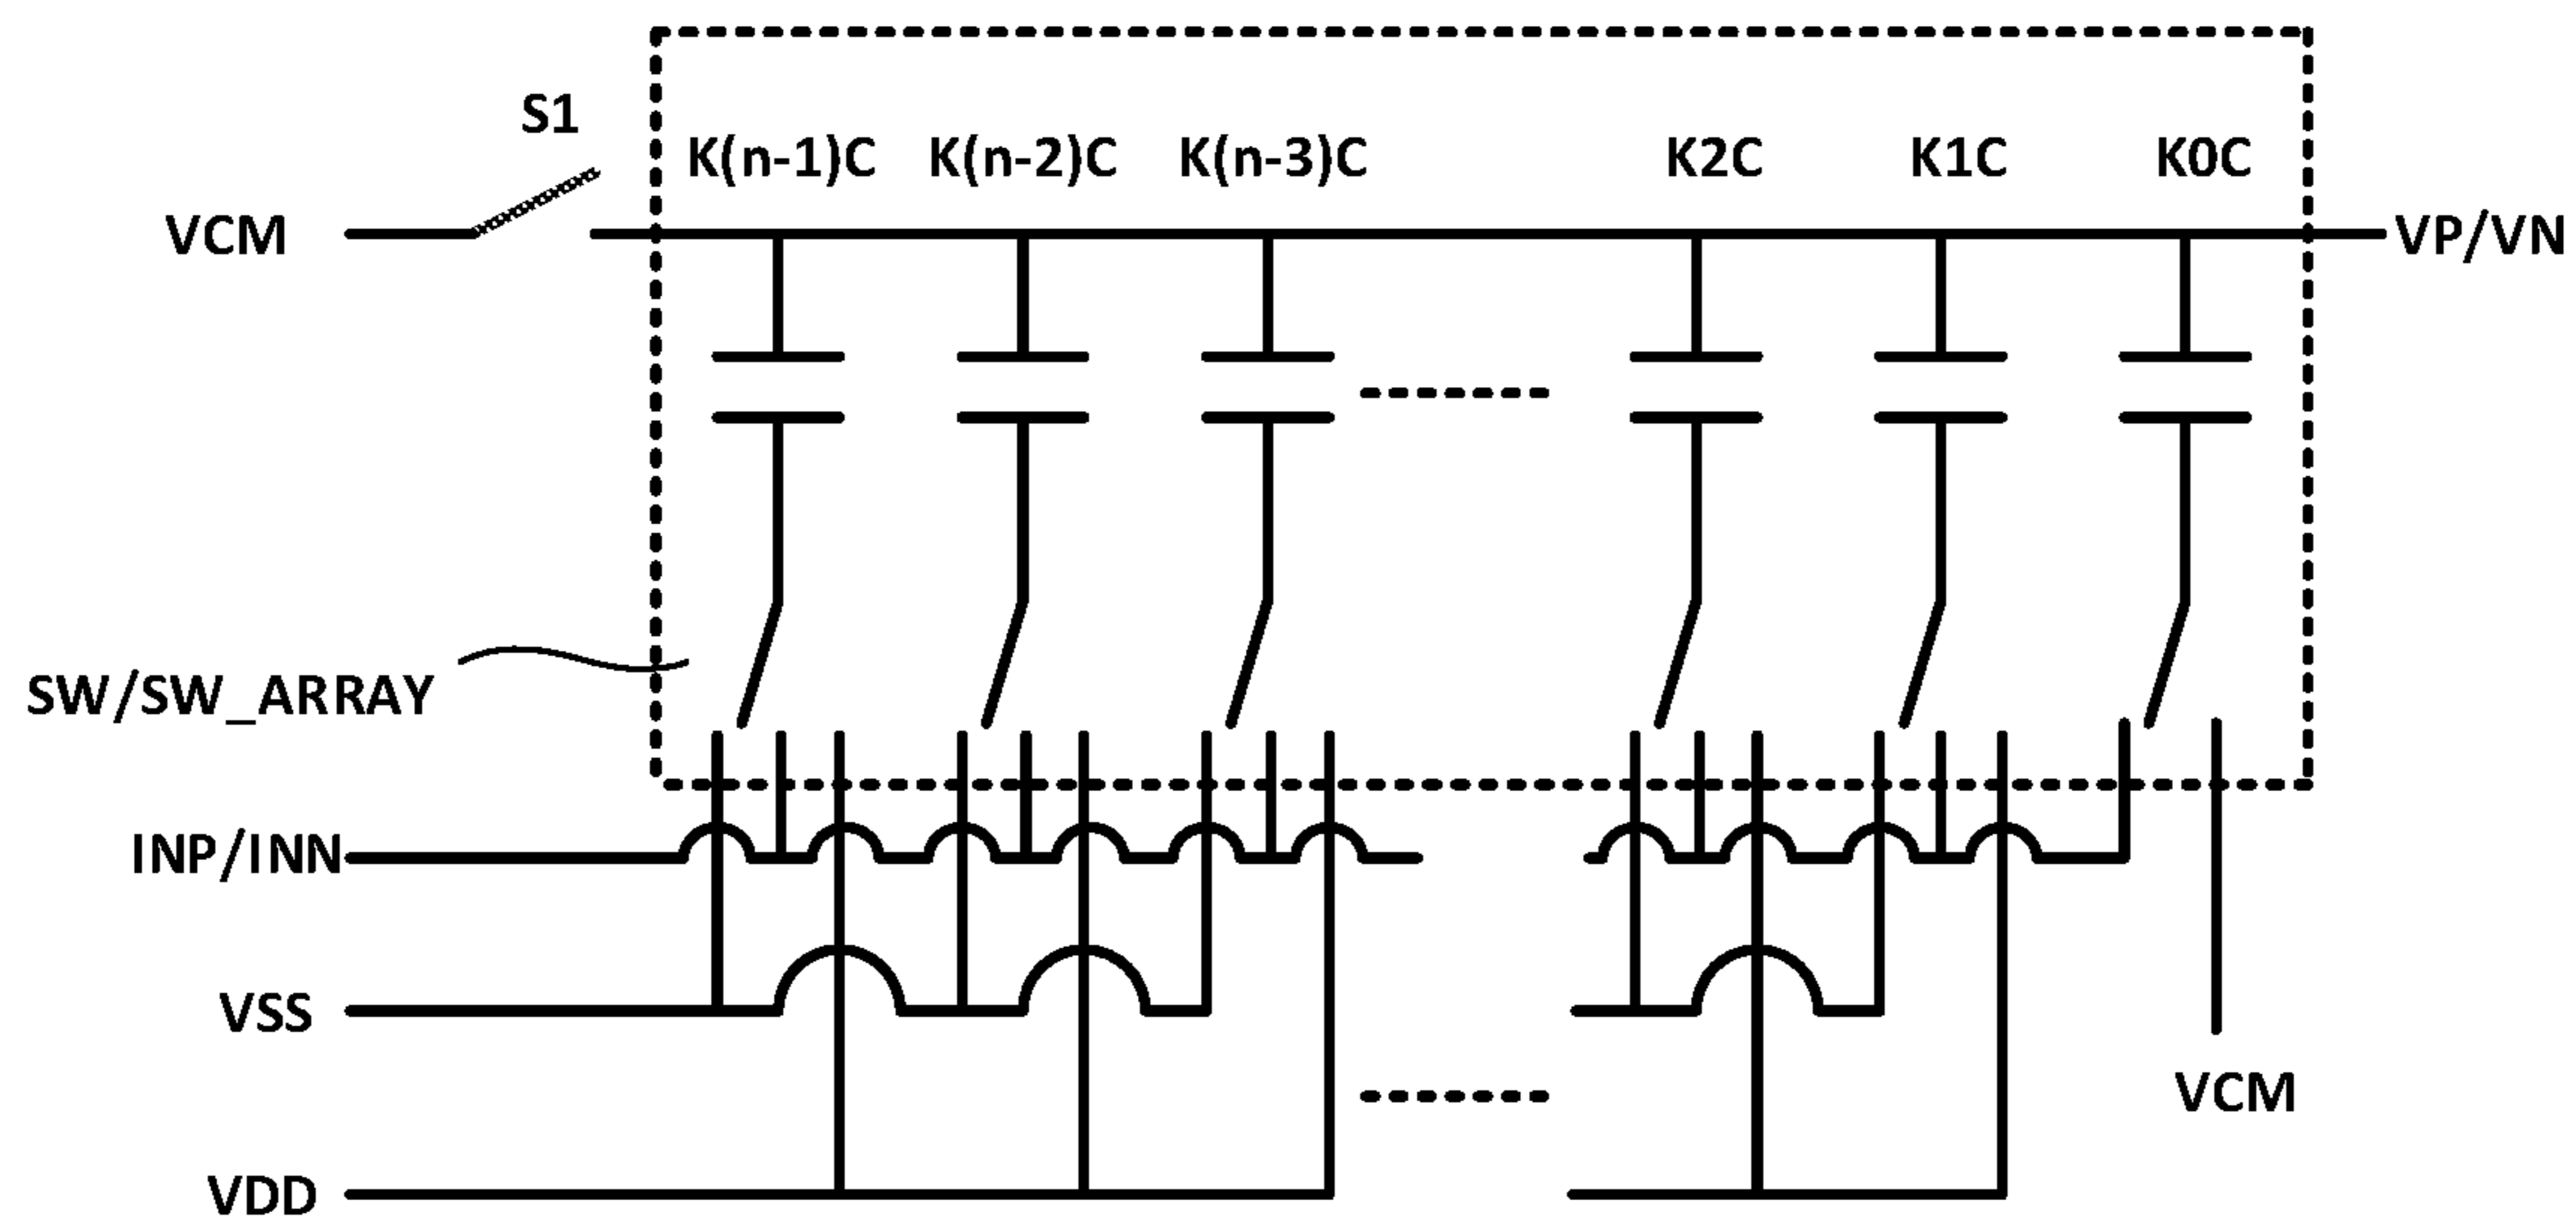 S1
K(n-1)C K(n-2)C K(n-3)C K2C K1C K0C
VCM VP/VN
SW/SW_ARRAY
INP/INN
VSS
VCM
VDD